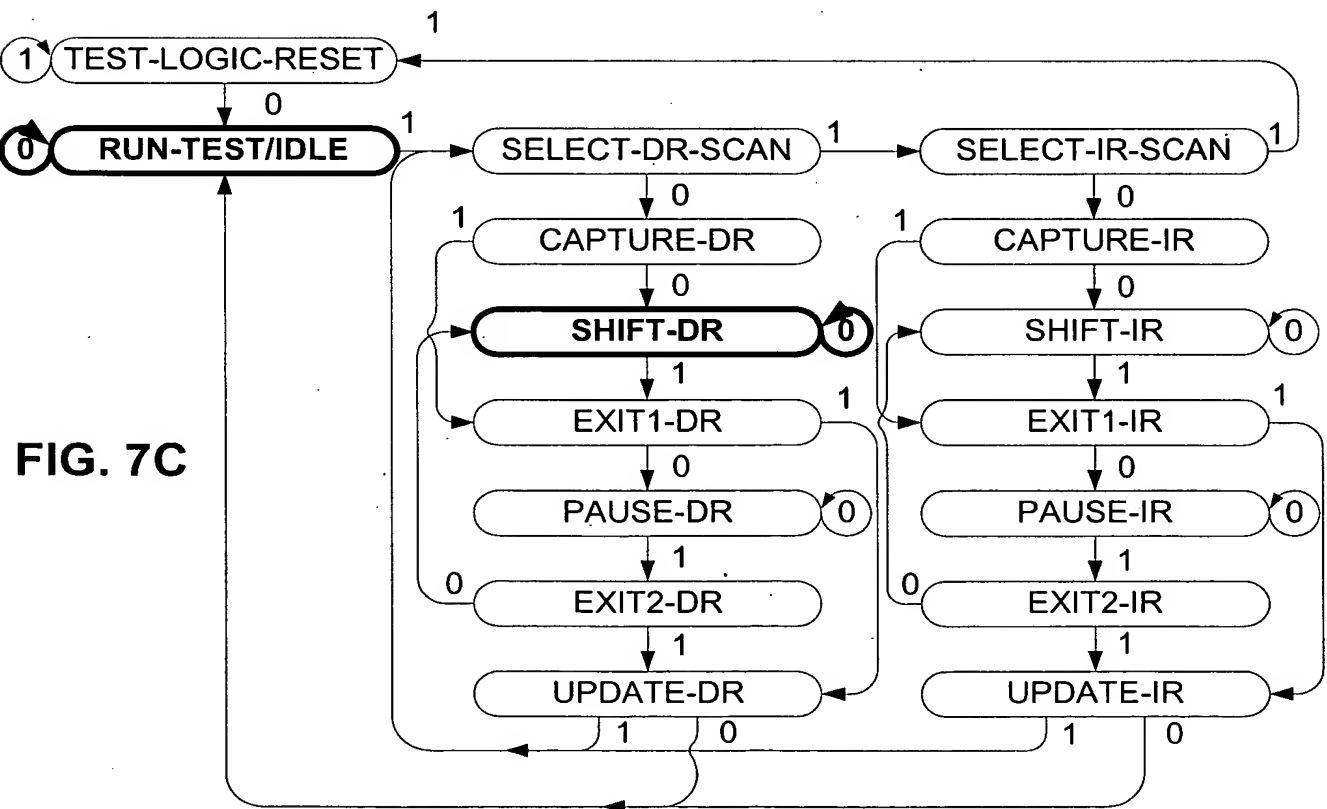 1
1 TEST-LOGIC-RESET
0
0 RUN-TEST/IDLE 1 SELECT-DR-SCAN 1 SELECT-IR-SCAN 1
0 0
1 CAPTURE-DR 1 CAPTURE-IR
0 0
SHIFT-DR 0 SHIFT-IR 0
1 1
EXIT1-DR 1 EXIT1-IR 1
FIG. 7C
0 0
PAUSE-DR 0 PAUSE-IR 0
1 1
0 EXIT2-DR 0 EXIT2-IR
1 1
UPDATE-DR UPDATE-IR
1 0 1 0